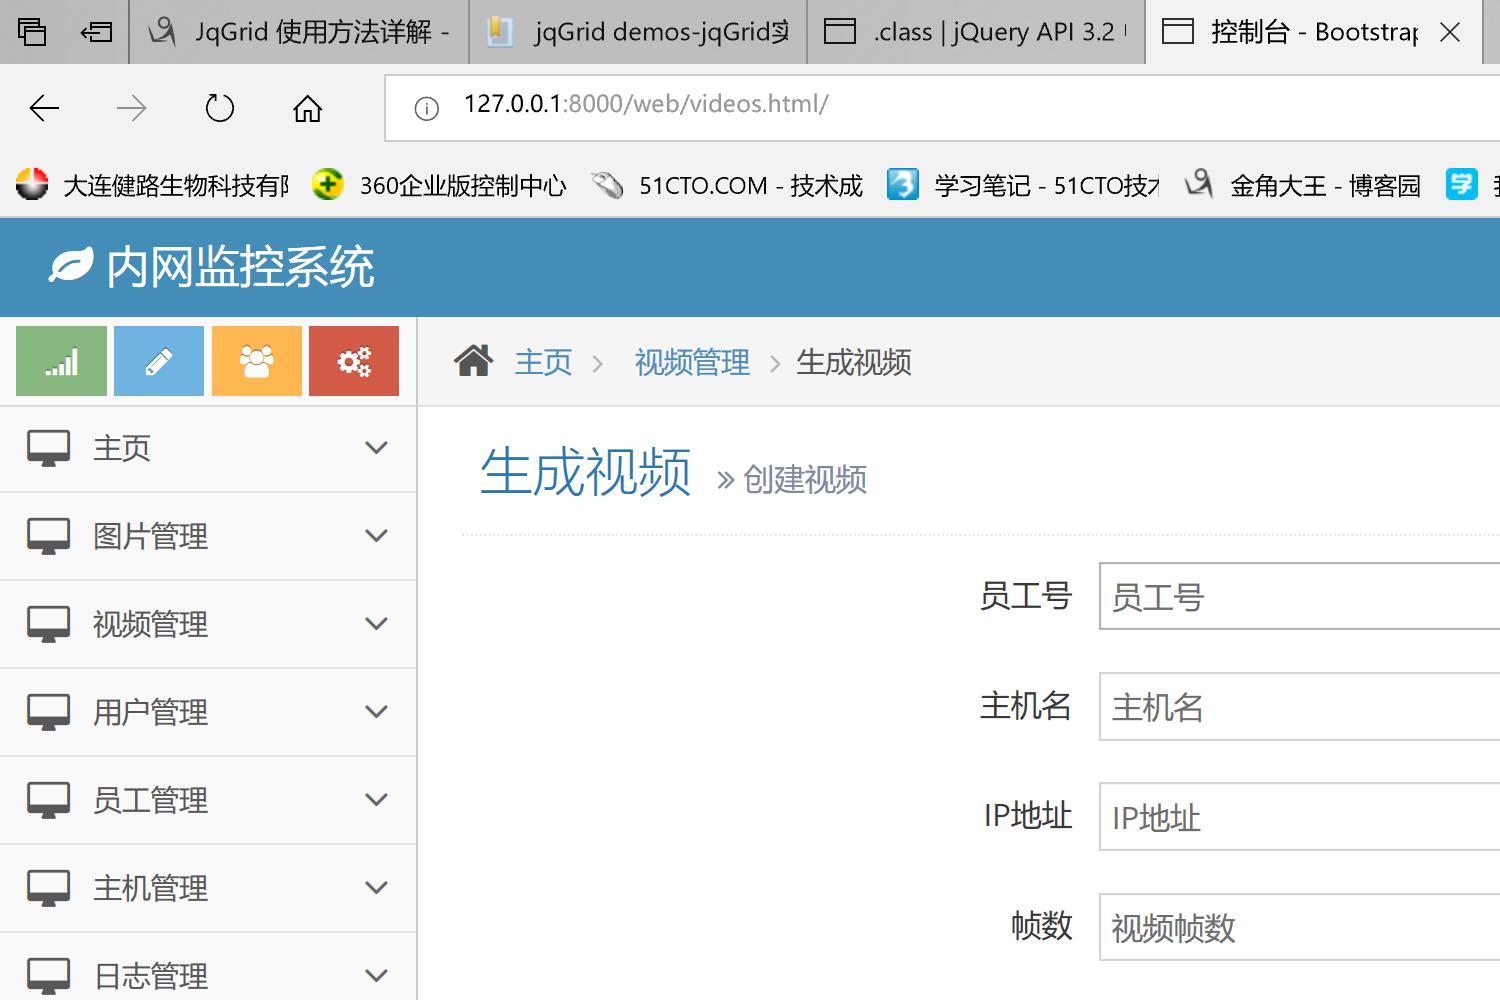 JqGrid 使用方法详解 -
jqGrid demos-jqGrid实
.class | jQuery API 3.2
控制台 - Bootstrap
127.0.0.1:8000/web/videos.html/
大连健路生物科技有限
360企业版控制中心
51CTO.COM - 技术成
学习笔记 - 51CTO技术
金角大王 - 博客园
学
内网监控系统
主页
视频管理
生成视频
主页
图片管理
视频管理
用户管理
员工管理
主机管理
日志管理
生成视频
» 创建视频
员工号
员工号
主机名
主机名
IP地址
IP地址
帧数
视频帧数